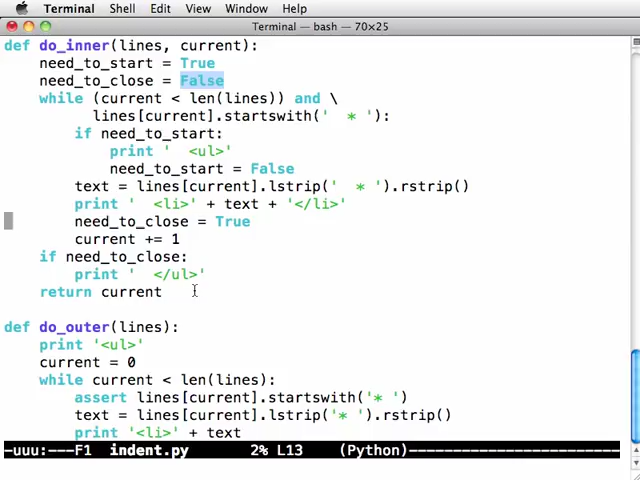 Terminal Shell Edit View Window Help
Terminal — bash — 70×25
def do_inner(lines, current):
    need_to_start = True
    need_to_close = False
    while (current < len(lines)) and \
          lines[current].startswith('  * '):
        if need_to_start:
            print '  <ul>'
            need_to_start = False
        text = lines[current].lstrip('  * ').rstrip()
        print '  <li>' + text + '</li>'
        need_to_close = True
        current += 1
    if need_to_close:
        print '  </ul>'
    return current
def do_outer(lines):
    print '<ul>'
    current = 0
    while current < len(lines):
        assert lines[current].startswith('* ')
        text = lines[current].lstrip('* ').rstrip()
        print '<li>' + text
-uuu:---F1  indent.py      2% L13    (Python)---------------------------